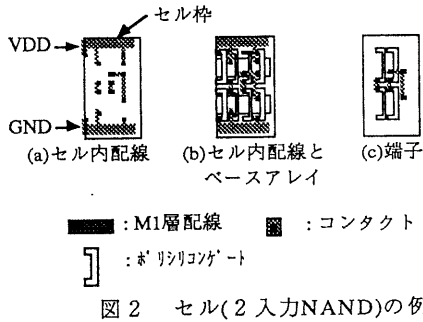 セル枠
VDD
GND
(a)セル内配線
(b)セル内配線と
ベースアレイ
(c)端子
:M1層配線
:コンタクト
:ポリシリコンゲート
図2 セル(2入力NAND)の例